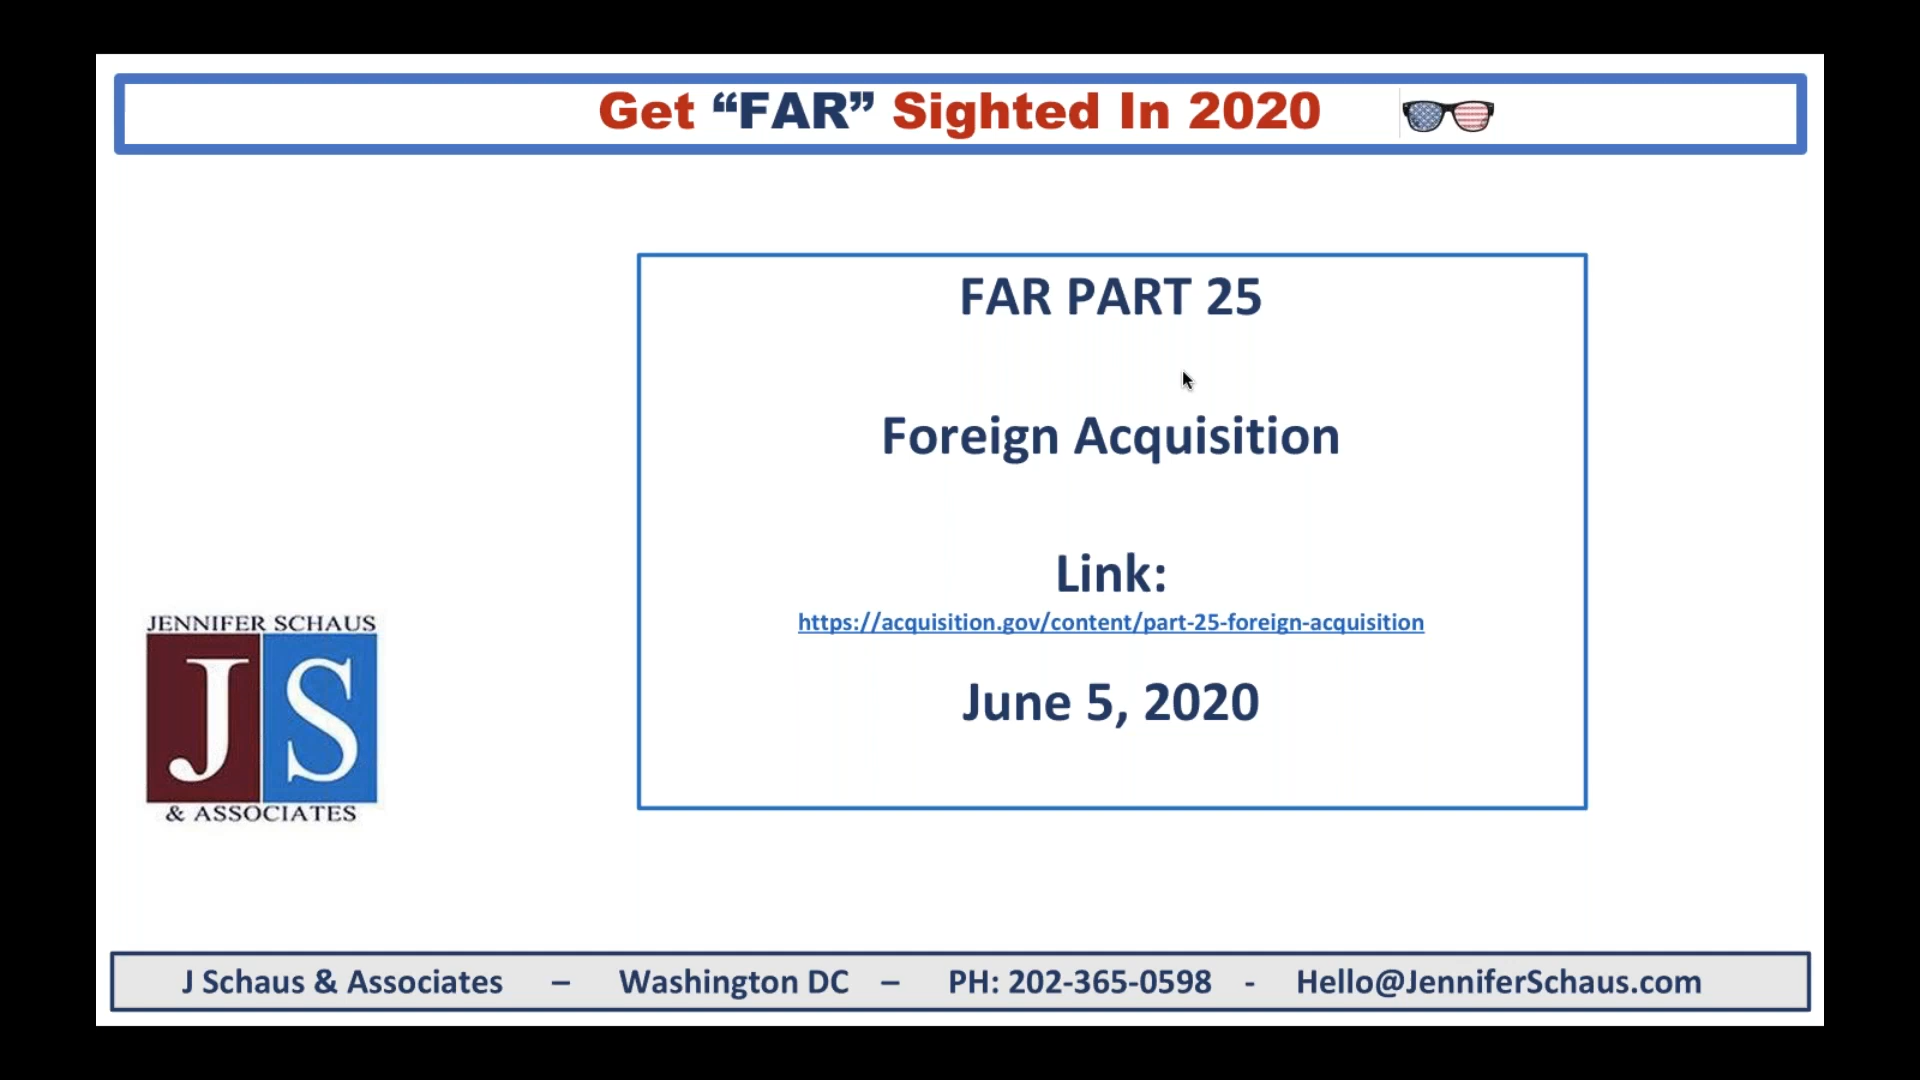 Get “FAR” Sighted In 2020
FAR PART 25
Foreign Acquisition
Link:
https://acquisition.gov/content/part-25-foreign-acquisition
June 5, 2020
JENNIFER SCHAUS
JS
& ASSOCIATES
J Schaus & Associates – Washington DC – PH: 202-365-0598 - Hello@JenniferSchaus.com